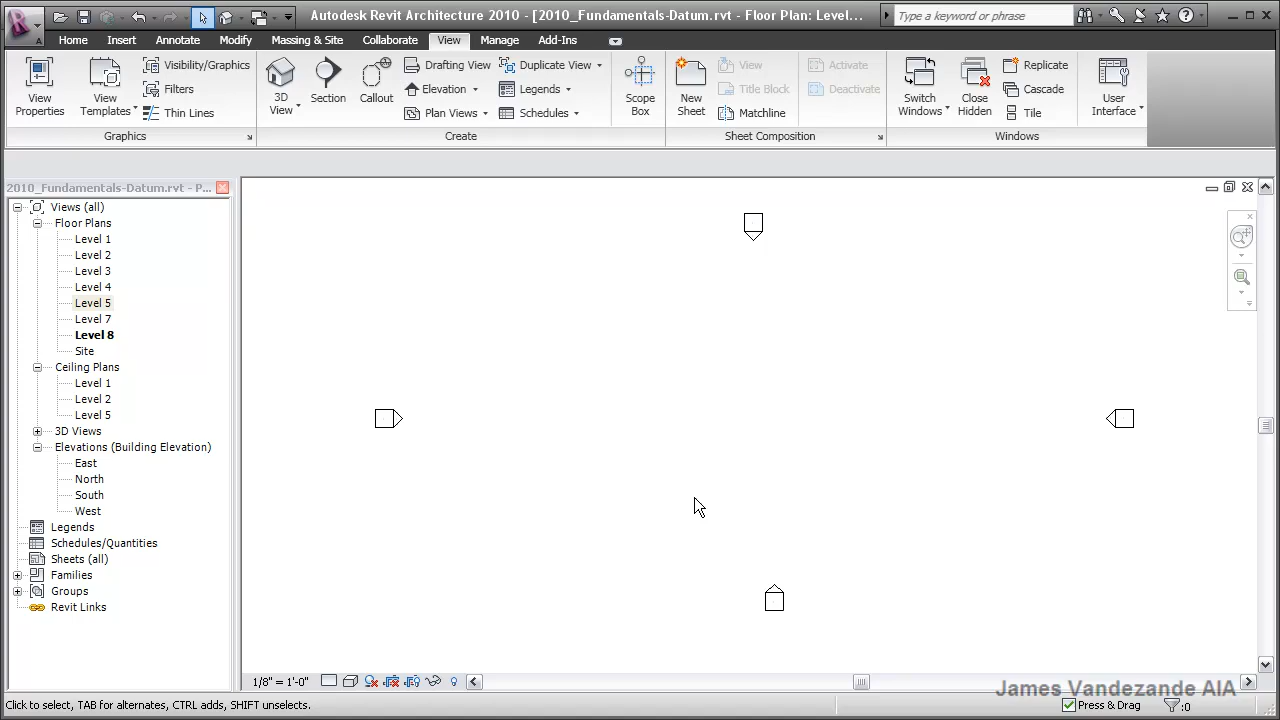 Autodesk Revit Architecture 2010 - [2010_Fundamentals-Datum.rvt - Floor Plan: Level...
Type a keyword or phrase
Home Insert Annotate Modify Massing & Site Collaborate View Manage Add-Ins
View Properties
View Templates
Visibility/Graphics
Filters
Thin Lines
Graphics
3D View
Section
Callout
Drafting View
Elevation
Plan Views
Duplicate View
Legends
Schedules
Create
Scope Box
New Sheet
View
Title Block
Matchline
Activate
Deactivate
Sheet Composition
Switch Windows
Close Hidden
Replicate
Cascade
Tile
Windows
User Interface
2010_Fundamentals-Datum.rvt - P...
Views (all)
Floor Plans
Level 1
Level 2
Level 3
Level 4
Level 5
Level 7
Level 8
Site
Ceiling Plans
Level 1
Level 2
Level 5
3D Views
Elevations (Building Elevation)
East
North
South
West
Legends
Schedules/Quantities
Sheets (all)
Families
Groups
Revit Links
1/8" = 1'-0"
James Vandezande AIA
Click to select, TAB for alternates, CTRL adds, SHIFT unselects.
Press & Drag
:0